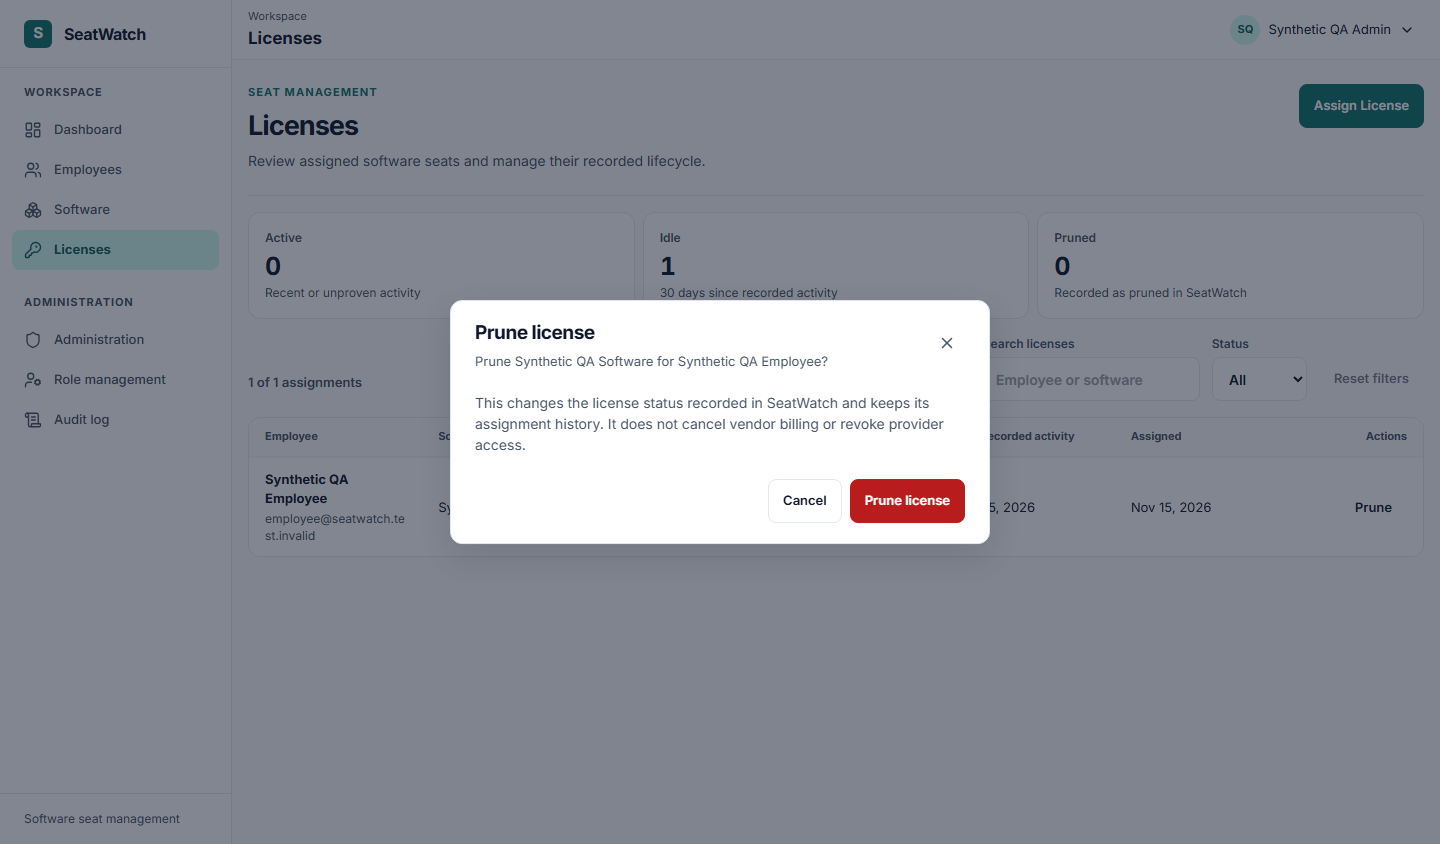 S
SeatWatch
WORKSPACE
Dashboard
Employees
Software
Licenses
ADMINISTRATION
Administration
Role management
Audit log
Software seat management
Workspace
Licenses
SQ
Synthetic QA Admin
SEAT MANAGEMENT
Licenses
Review assigned software seats and manage their recorded lifecycle.
Assign License
Active
0
Recent or unproven activity
Idle
1
30 days since recorded activity
Pruned
0
Recorded as pruned in SeatWatch
1 of 1 assignments
earch licenses
Employee or software
Status
All
Reset filters
Employee
ecorded activity
Assigned
Actions
Synthetic QA
Employee
employee@seatwatch.te
st.invalid
5, 2026
Nov 15, 2026
Prune
Prune license
Prune Synthetic QA Software for Synthetic QA Employee?
This changes the license status recorded in SeatWatch and keeps its
assignment history. It does not cancel vendor billing or revoke provider
access.
Cancel
Prune license